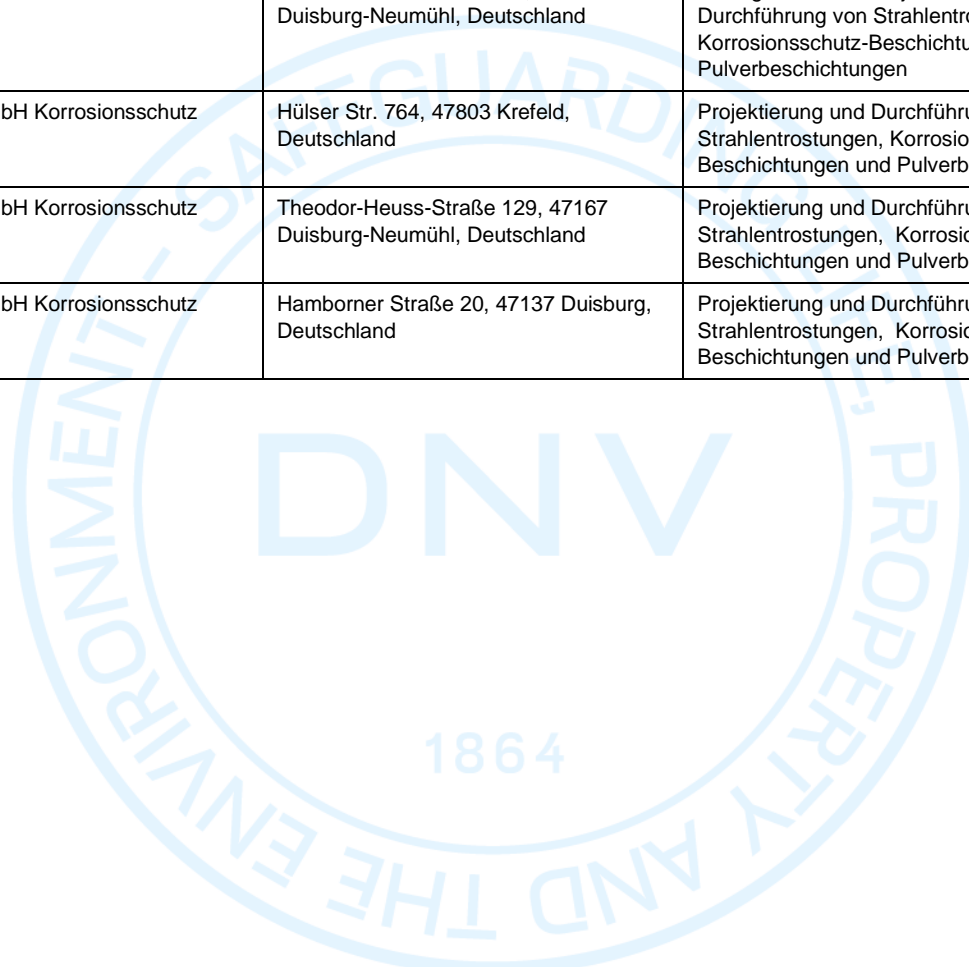 Duisburg-Neumühl, Deutschland
Durchführung von Strahlentro
Korrosionsschutz-Beschichtu
Pulverbeschichtungen
bH Korrosionsschutz
Hülser Str. 764, 47803 Krefeld,
Deutschland
Projektierung und Durchführu
Strahlentrostungen, Korrosio
Beschichtungen und Pulverb
bH Korrosionsschutz
Theodor-Heuss-Straße 129, 47167
Duisburg-Neumühl, Deutschland
Projektierung und Durchführu
Strahlentrostungen, Korrosio
Beschichtungen und Pulverb
bH Korrosionsschutz
Hamborner Straße 20, 47137 Duisburg,
Deutschland
Projektierung und Durchführu
Strahlentrostungen, Korrosio
Beschichtungen und Pulverb
SAFEGUARDING LIFE, PROPERTY AND THE ENVIRONMENT –
DNV
1864